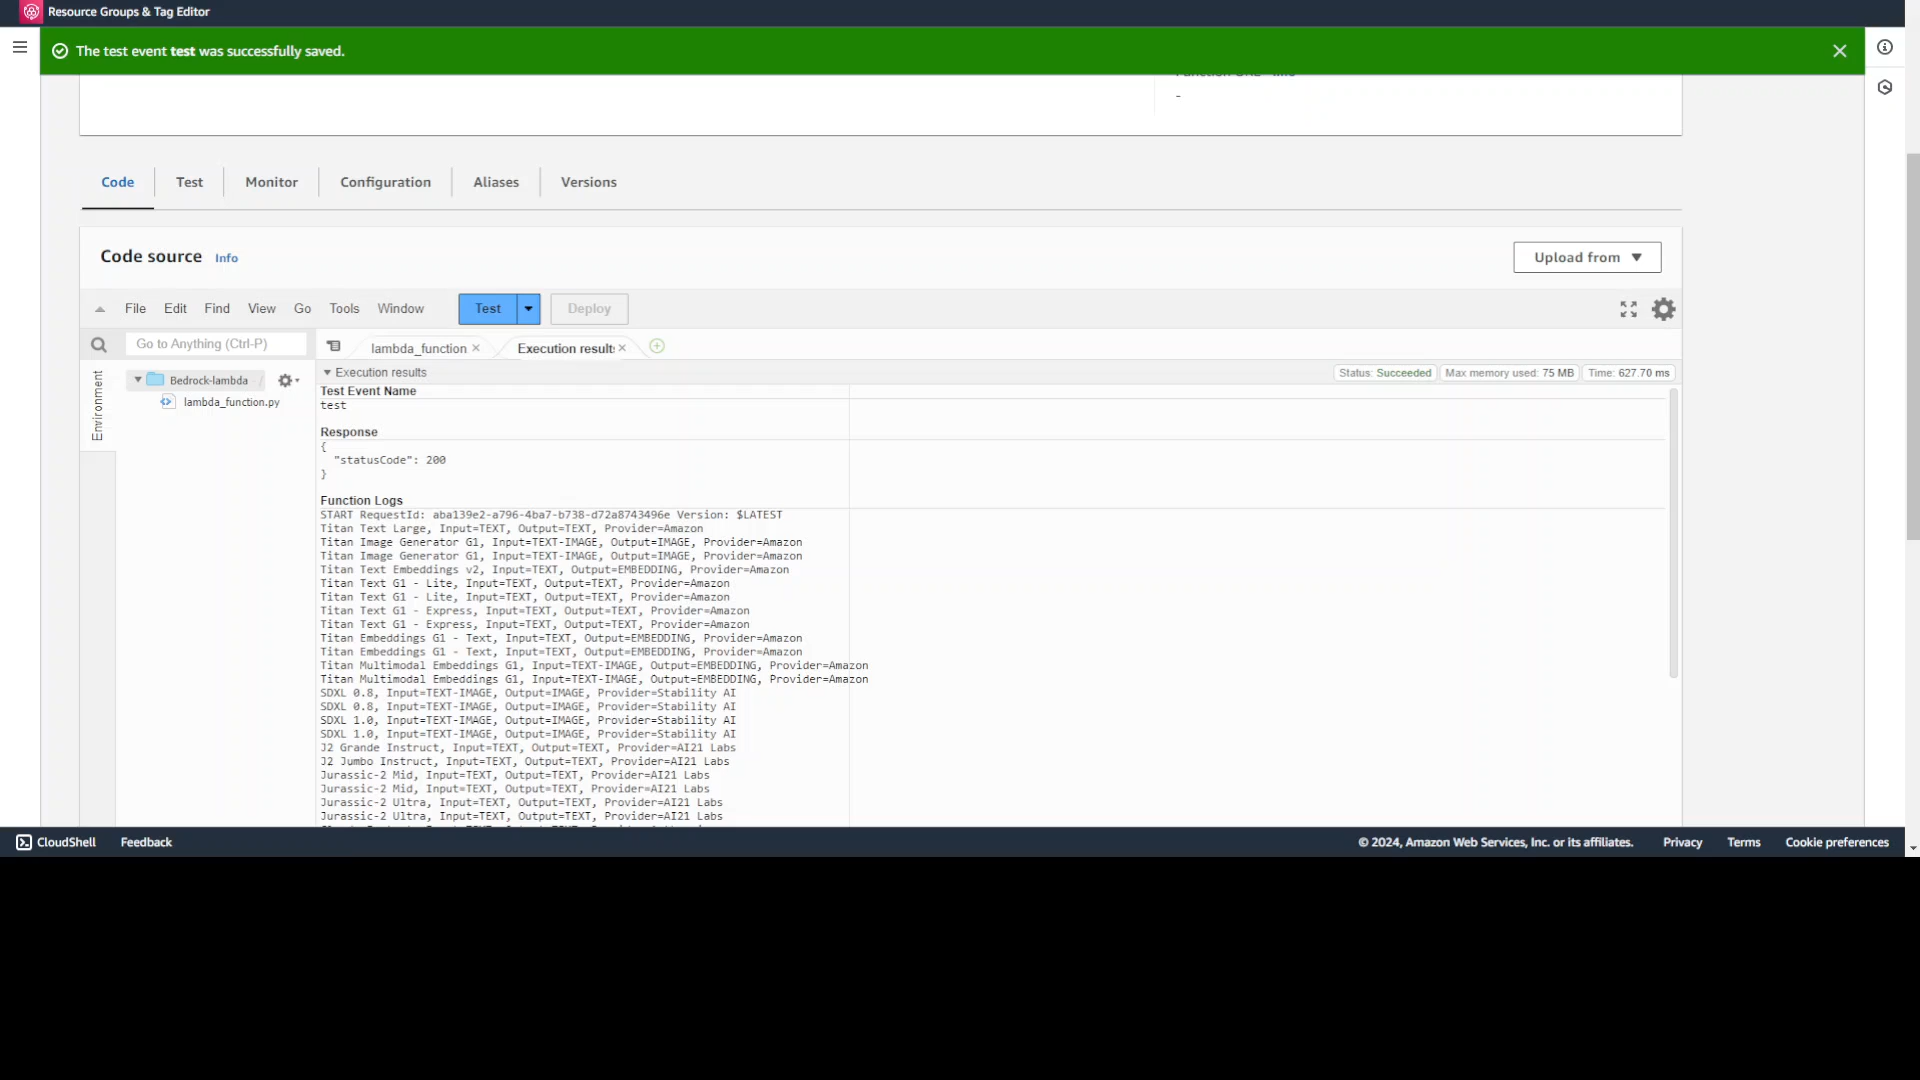 Resource Groups & Tag Editor
The test event test was successfully saved.
-
Code
Test
Monitor
Configuration
Aliases
Versions
Code source
Info
Upload from
File
Edit
Find
View
Go
Tools
Window
Test
Deploy
Go to Anything (Ctrl-P)
lambda_function
Execution results
Environment
Bedrock-lambda /
lambda_function.py
Execution results
Status: Succeeded
Max memory used: 75 MB
Time: 627.70 ms
Test Event Name
test
Response
{
"statusCode": 200
}
Function Logs
START RequestId: aba139e2-a796-4ba7-b738-d72a8743496e Version: $LATEST
Titan Text Large, Input=TEXT, Output=TEXT, Provider=Amazon
Titan Image Generator G1, Input=TEXT-IMAGE, Output=IMAGE, Provider=Amazon
Titan Image Generator G1, Input=TEXT-IMAGE, Output=IMAGE, Provider=Amazon
Titan Text Embeddings v2, Input=TEXT, Output=EMBEDDING, Provider=Amazon
Titan Text G1 - Lite, Input=TEXT, Output=TEXT, Provider=Amazon
Titan Text G1 - Lite, Input=TEXT, Output=TEXT, Provider=Amazon
Titan Text G1 - Express, Input=TEXT, Output=TEXT, Provider=Amazon
Titan Text G1 - Express, Input=TEXT, Output=TEXT, Provider=Amazon
Titan Embeddings G1 - Text, Input=TEXT, Output=EMBEDDING, Provider=Amazon
Titan Embeddings G1 - Text, Input=TEXT, Output=EMBEDDING, Provider=Amazon
Titan Multimodal Embeddings G1, Input=TEXT-IMAGE, Output=EMBEDDING, Provider=Amazon
Titan Multimodal Embeddings G1, Input=TEXT-IMAGE, Output=EMBEDDING, Provider=Amazon
SDXL 0.8, Input=TEXT-IMAGE, Output=IMAGE, Provider=Stability AI
SDXL 0.8, Input=TEXT-IMAGE, Output=IMAGE, Provider=Stability AI
SDXL 1.0, Input=TEXT-IMAGE, Output=IMAGE, Provider=Stability AI
SDXL 1.0, Input=TEXT-IMAGE, Output=IMAGE, Provider=Stability AI
J2 Grande Instruct, Input=TEXT, Output=TEXT, Provider=AI21 Labs
J2 Jumbo Instruct, Input=TEXT, Output=TEXT, Provider=AI21 Labs
Jurassic-2 Mid, Input=TEXT, Output=TEXT, Provider=AI21 Labs
Jurassic-2 Mid, Input=TEXT, Output=TEXT, Provider=AI21 Labs
Jurassic-2 Ultra, Input=TEXT, Output=TEXT, Provider=AI21 Labs
Jurassic-2 Ultra, Input=TEXT, Output=TEXT, Provider=AI21 Labs
CloudShell
Feedback
© 2024, Amazon Web Services, Inc. or its affiliates.
Privacy
Terms
Cookie preferences